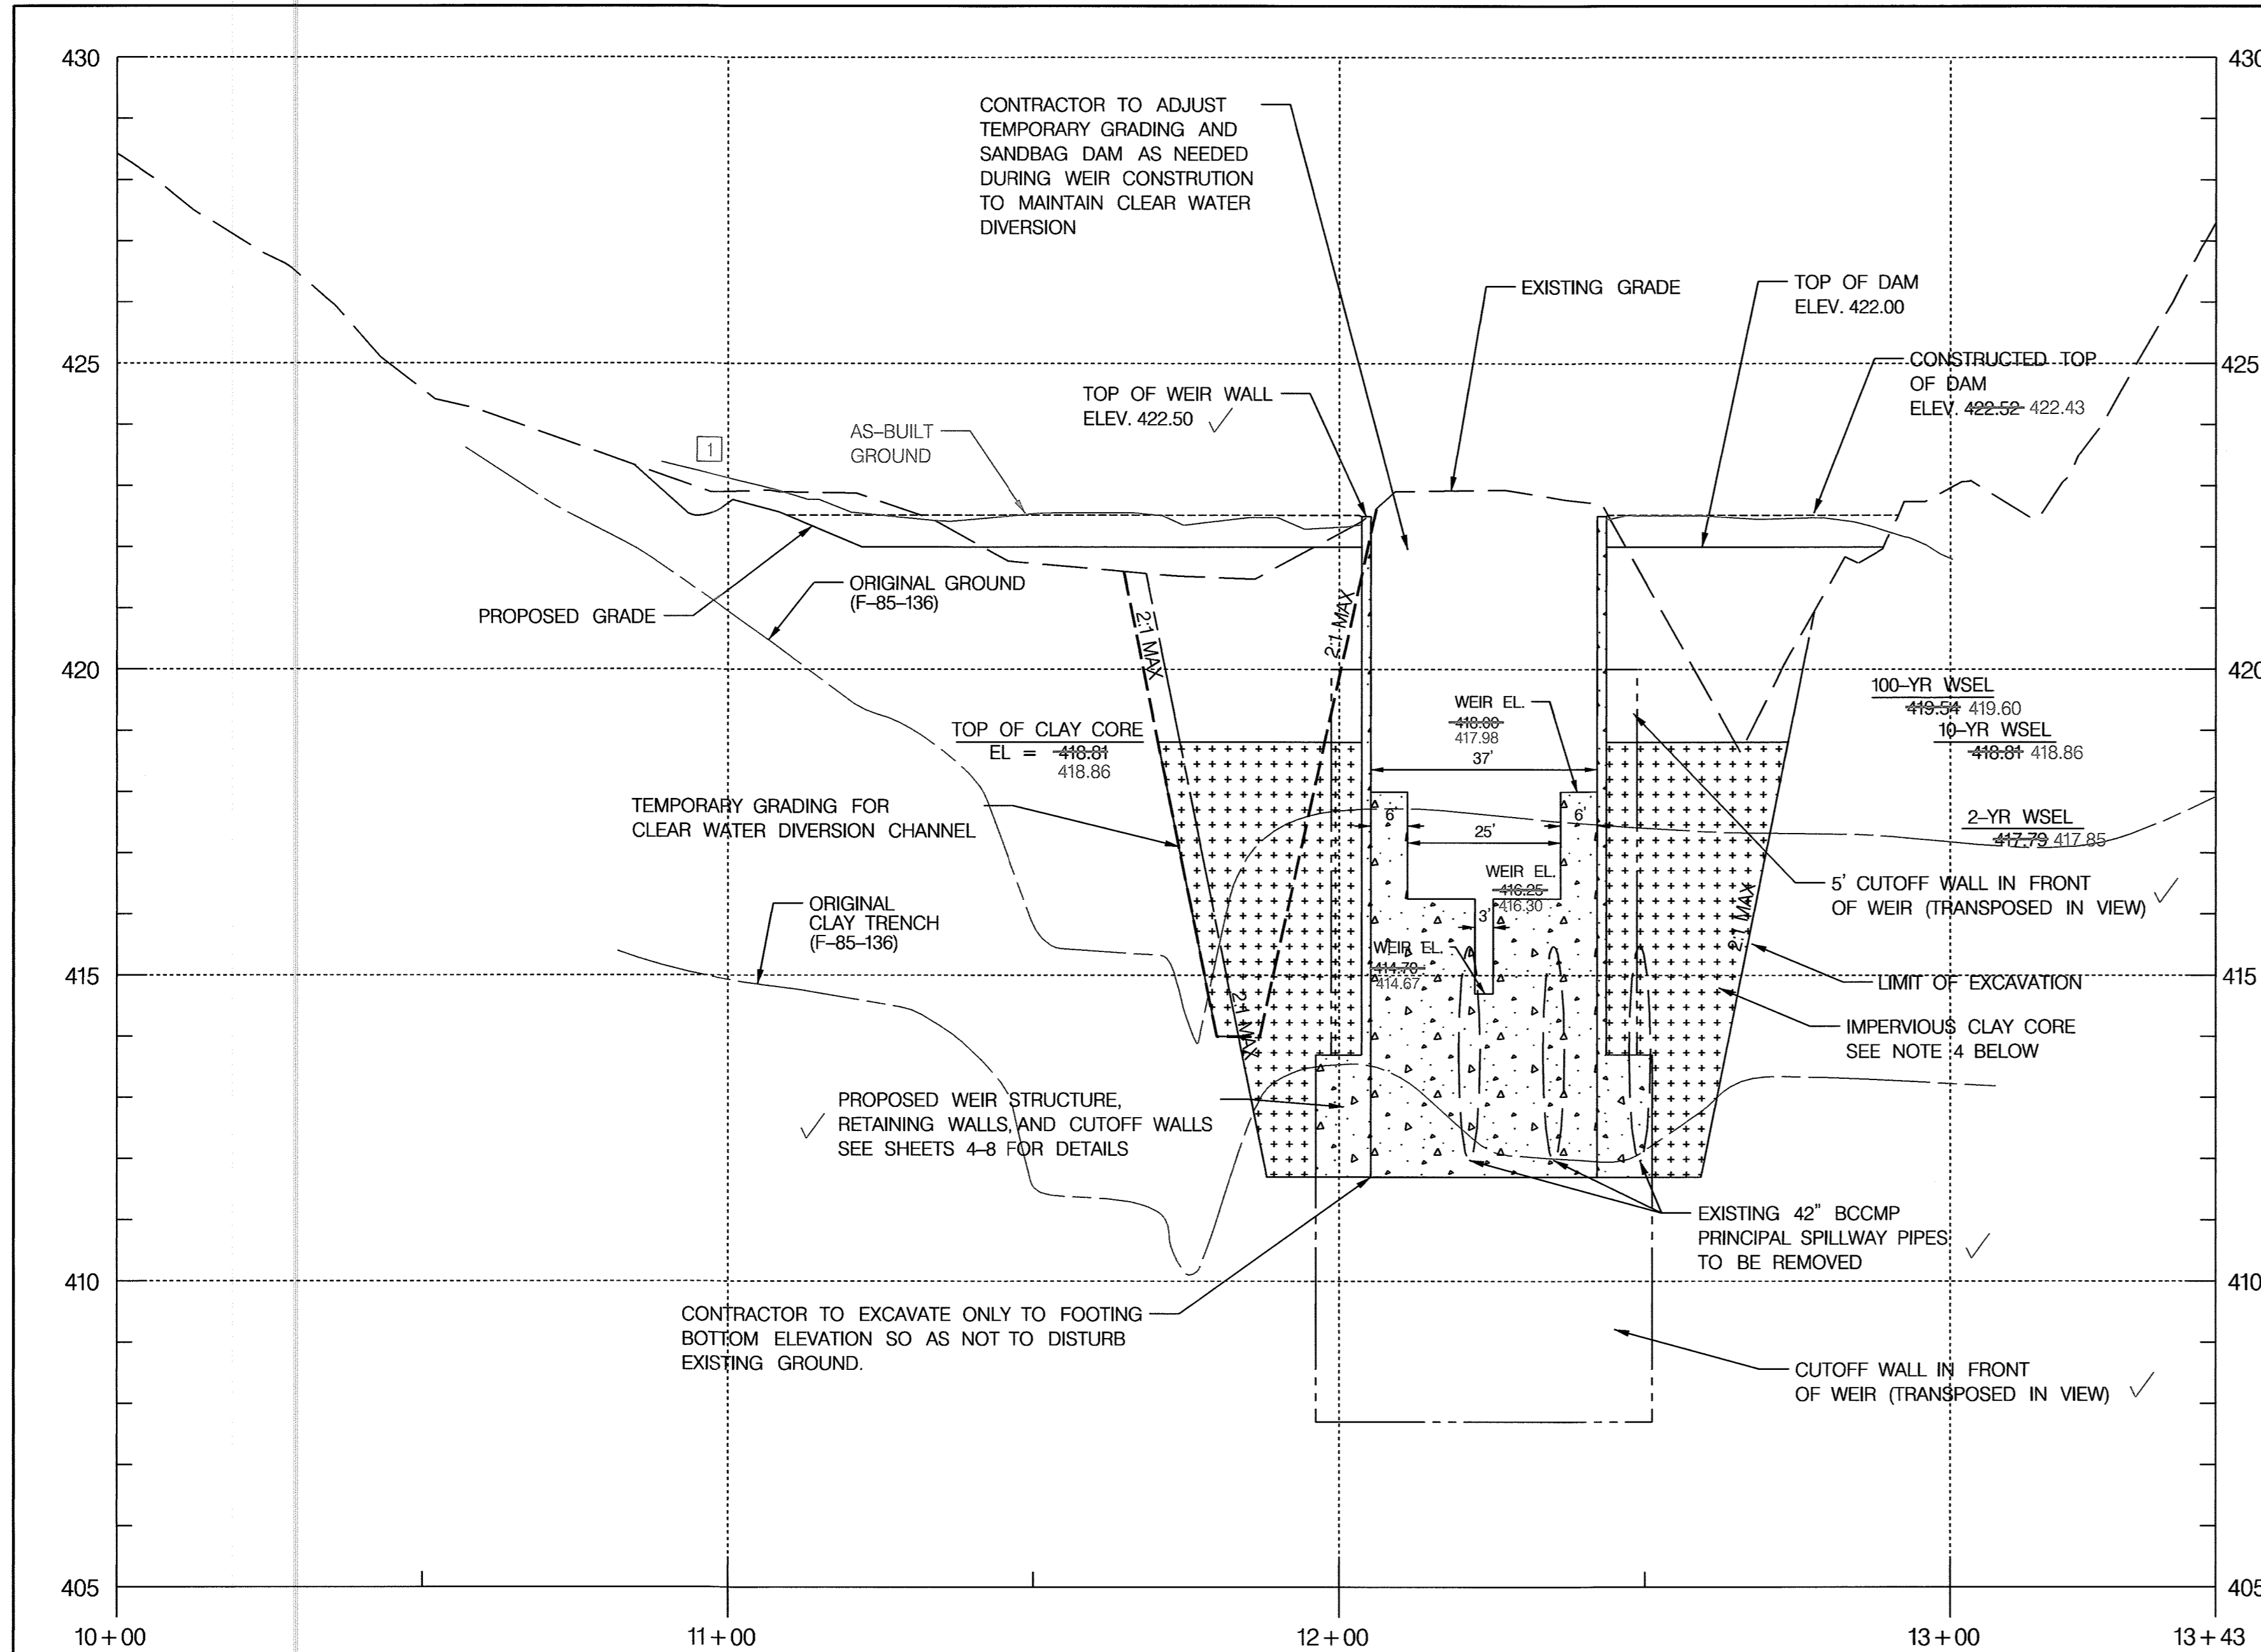 430
430
CONTRACTOR TO ADJUST
TEMPORARY GRADING AND
SANDBAG DAM AS NEEDED
DURING WEIR CONSTRUTION
TO MAINTAIN CLEAR WATER
DIVERSION
EXISTING GRADE
TOP OF DAM
ELEV. 422.00
425
425
CONSTRUCTED TOP
OF DAM
ELEV. 422.52 422.43
TOP OF WEIR WALL
ELEV. 422.50
AS-BUILT
GROUND
1
ORIGINAL GROUND
(F-85-136)
PROPOSED GRADE
2:1 MAX
2:1 MAX
420
420
100-YR WSEL
419.54 419.60
10-YR WSEL
418.81 418.86
WEIR EL.
418.00
417.98
37'
TOP OF CLAY CORE
EL = 418.81
418.86
TEMPORARY GRADING FOR
CLEAR WATER DIVERSION CHANNEL
6'
6'
25'
2-YR WSEL
417.79 417.85
WEIR EL.
416.25
416.30
3'
5' CUTOFF WALL IN FRONT
OF WEIR (TRANSPOSED IN VIEW)
2:1 MAX
ORIGINAL
CLAY TRENCH
(F-85-136)
WEIR EL.
414.70
414.67
415
415
LIMIT OF EXCAVATION
2:1 MAX
IMPERVIOUS CLAY CORE
SEE NOTE 4 BELOW
PROPOSED WEIR STRUCTURE,
RETAINING WALLS, AND CUTOFF WALLS
SEE SHEETS 4-8 FOR DETAILS
EXISTING 42" BCCMP
PRINCIPAL SPILLWAY PIPES
TO BE REMOVED
410
410
CONTRACTOR TO EXCAVATE ONLY TO FOOTING
BOTTOM ELEVATION SO AS NOT TO DISTURB
EXISTING GROUND.
CUTOFF WALL IN FRONT
OF WEIR (TRANSPOSED IN VIEW)
405
405
10+00
11+00
12+00
13+00
13+43